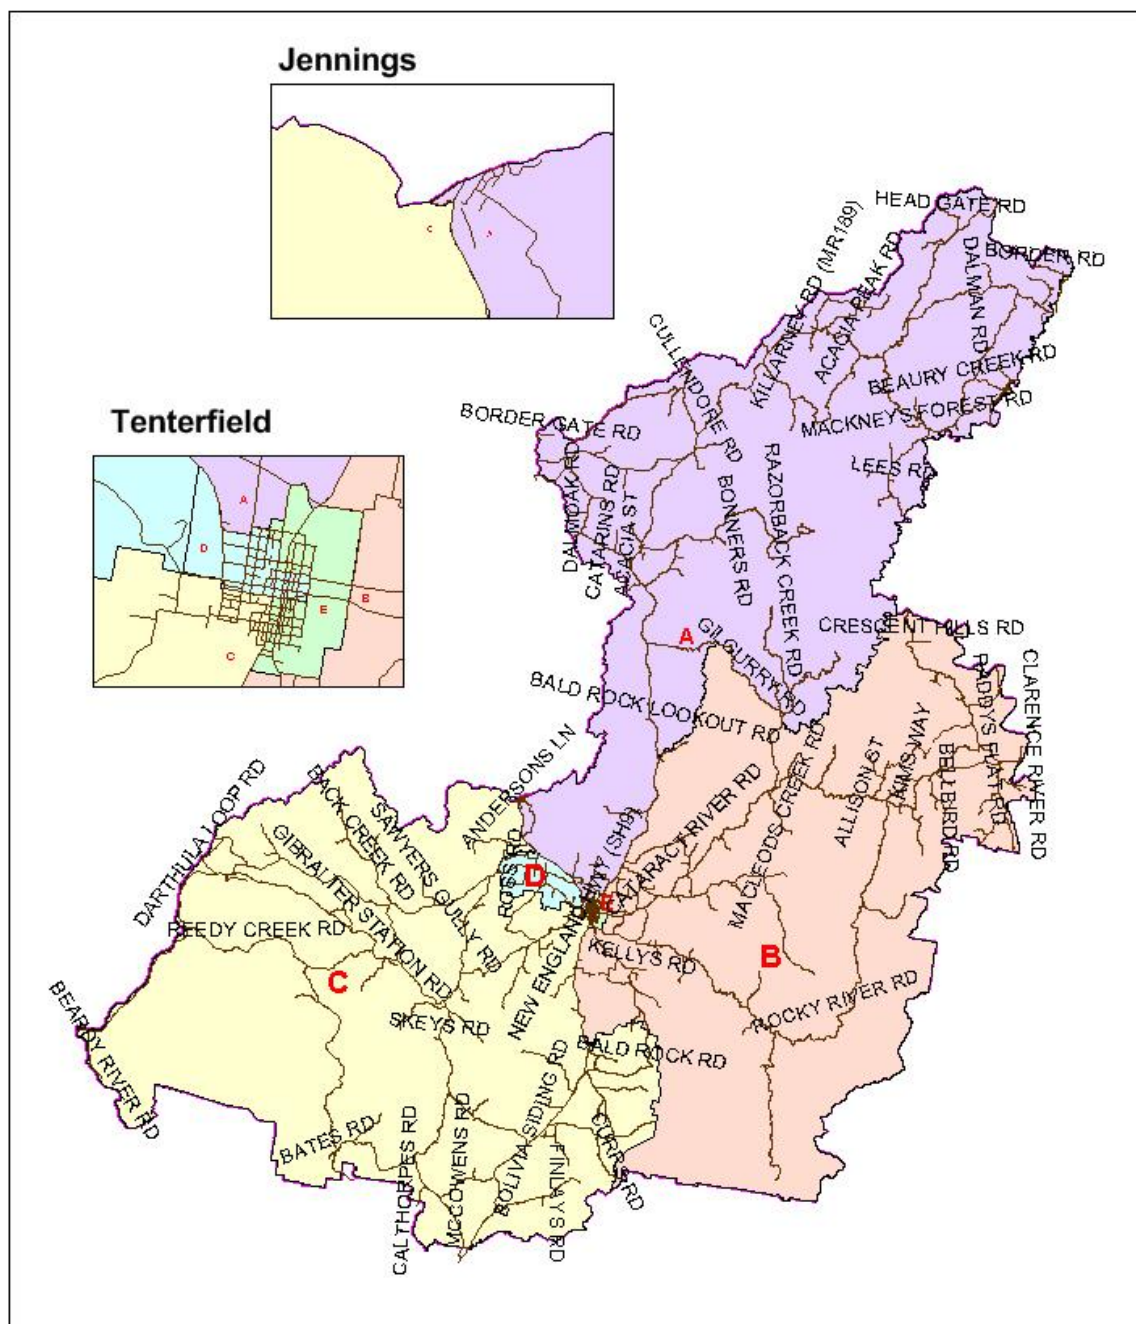 Jennings
C
A
HEAD GATE RD
BORDER RD
DALMAN RD
KILLARNEY RD (MR189)
ACACIA PEAK RD
GULLENDORE RD
BEAURY CREEK RD
MACKNEYS FOREST RD
Tenterfield
A
D
B
E
C
BORDER GATE RD
LEES RD
DALMOAK RD
CATARINS RD
ACACIA ST
BONNERS RD
RAZORBACK CREEK RD
A
GILGURRY RD
CRESCENT HILLS RD
BALD ROCK LOOKOUT RD
PADDYS FLAT RD
CLARENCE RIVER RD
KIMS WAY
ALLISON ST
BELLBIRD RD
MACLEODS CREEK RD
CATARACT RIVER RD
ANDERSONS LN
DARTHULA LOOP RD
BACK CREEK RD
SAWYERS GULLY RD
GIBRALTER STATION RD
ROSS RD
D
E
NEW ENGLAND HWY (SH9)
REEDY CREEK RD
KELLYS RD
B
C
BEARDY RIVER RD
SKEYS RD
ROCKY RIVER RD
BALD ROCK RD
BATES RD
CALTHORPES RD
MCCOWENS RD
BOLIVIA SIDING RD
FINLAYS RD
CURRS RD